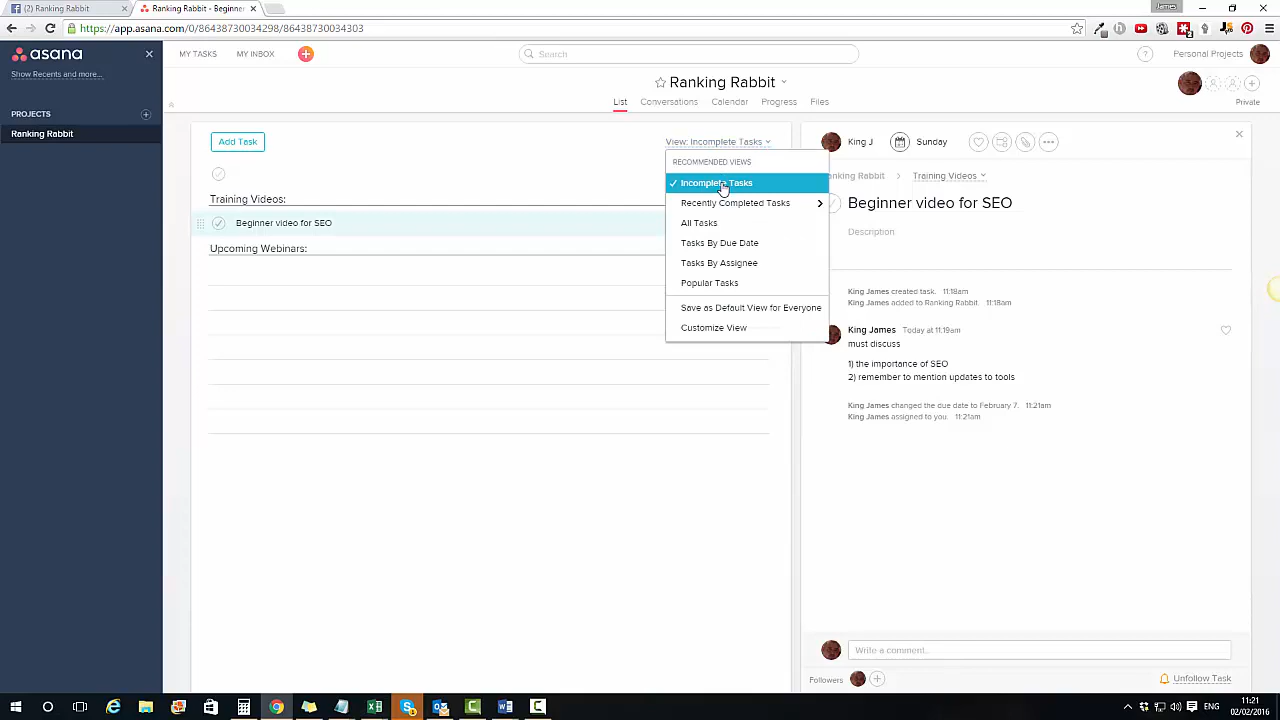 Ranking Rabbit
Ranking Rabbit - Beginner
James
https://app.asana.com/0/86438730034298/86438730034303
asana
Show Recents and more...
PROJECTS
Ranking Rabbit
MY TASKS
MY INBOX
Search
Personal Projects
Ranking Rabbit
List
Conversations
Calendar
Progress
Files
Private
Add Task
View: Incomplete Tasks
RECOMMENDED VIEWS
Incomplete Tasks
Recently Completed Tasks
All Tasks
Tasks By Due Date
Tasks By Assignee
Popular Tasks
Save as Default View for Everyone
Customize View
Training Videos:
Beginner video for SEO
Upcoming Webinars:
King J
Sunday
anking Rabbit
Training Videos
Beginner video for SEO
Description
King James created task. 11:18am
King James added to Ranking Rabbit. 11:18am
King James Today at 11:19am
must discuss
1) the importance of SEO
2) remember to mention updates to tools
King James changed the due date to February 7. 11:21am
King James assigned to you. 11:21am
Write a comment...
Followers
Unfollow Task
ENG
11:21
02/02/2016